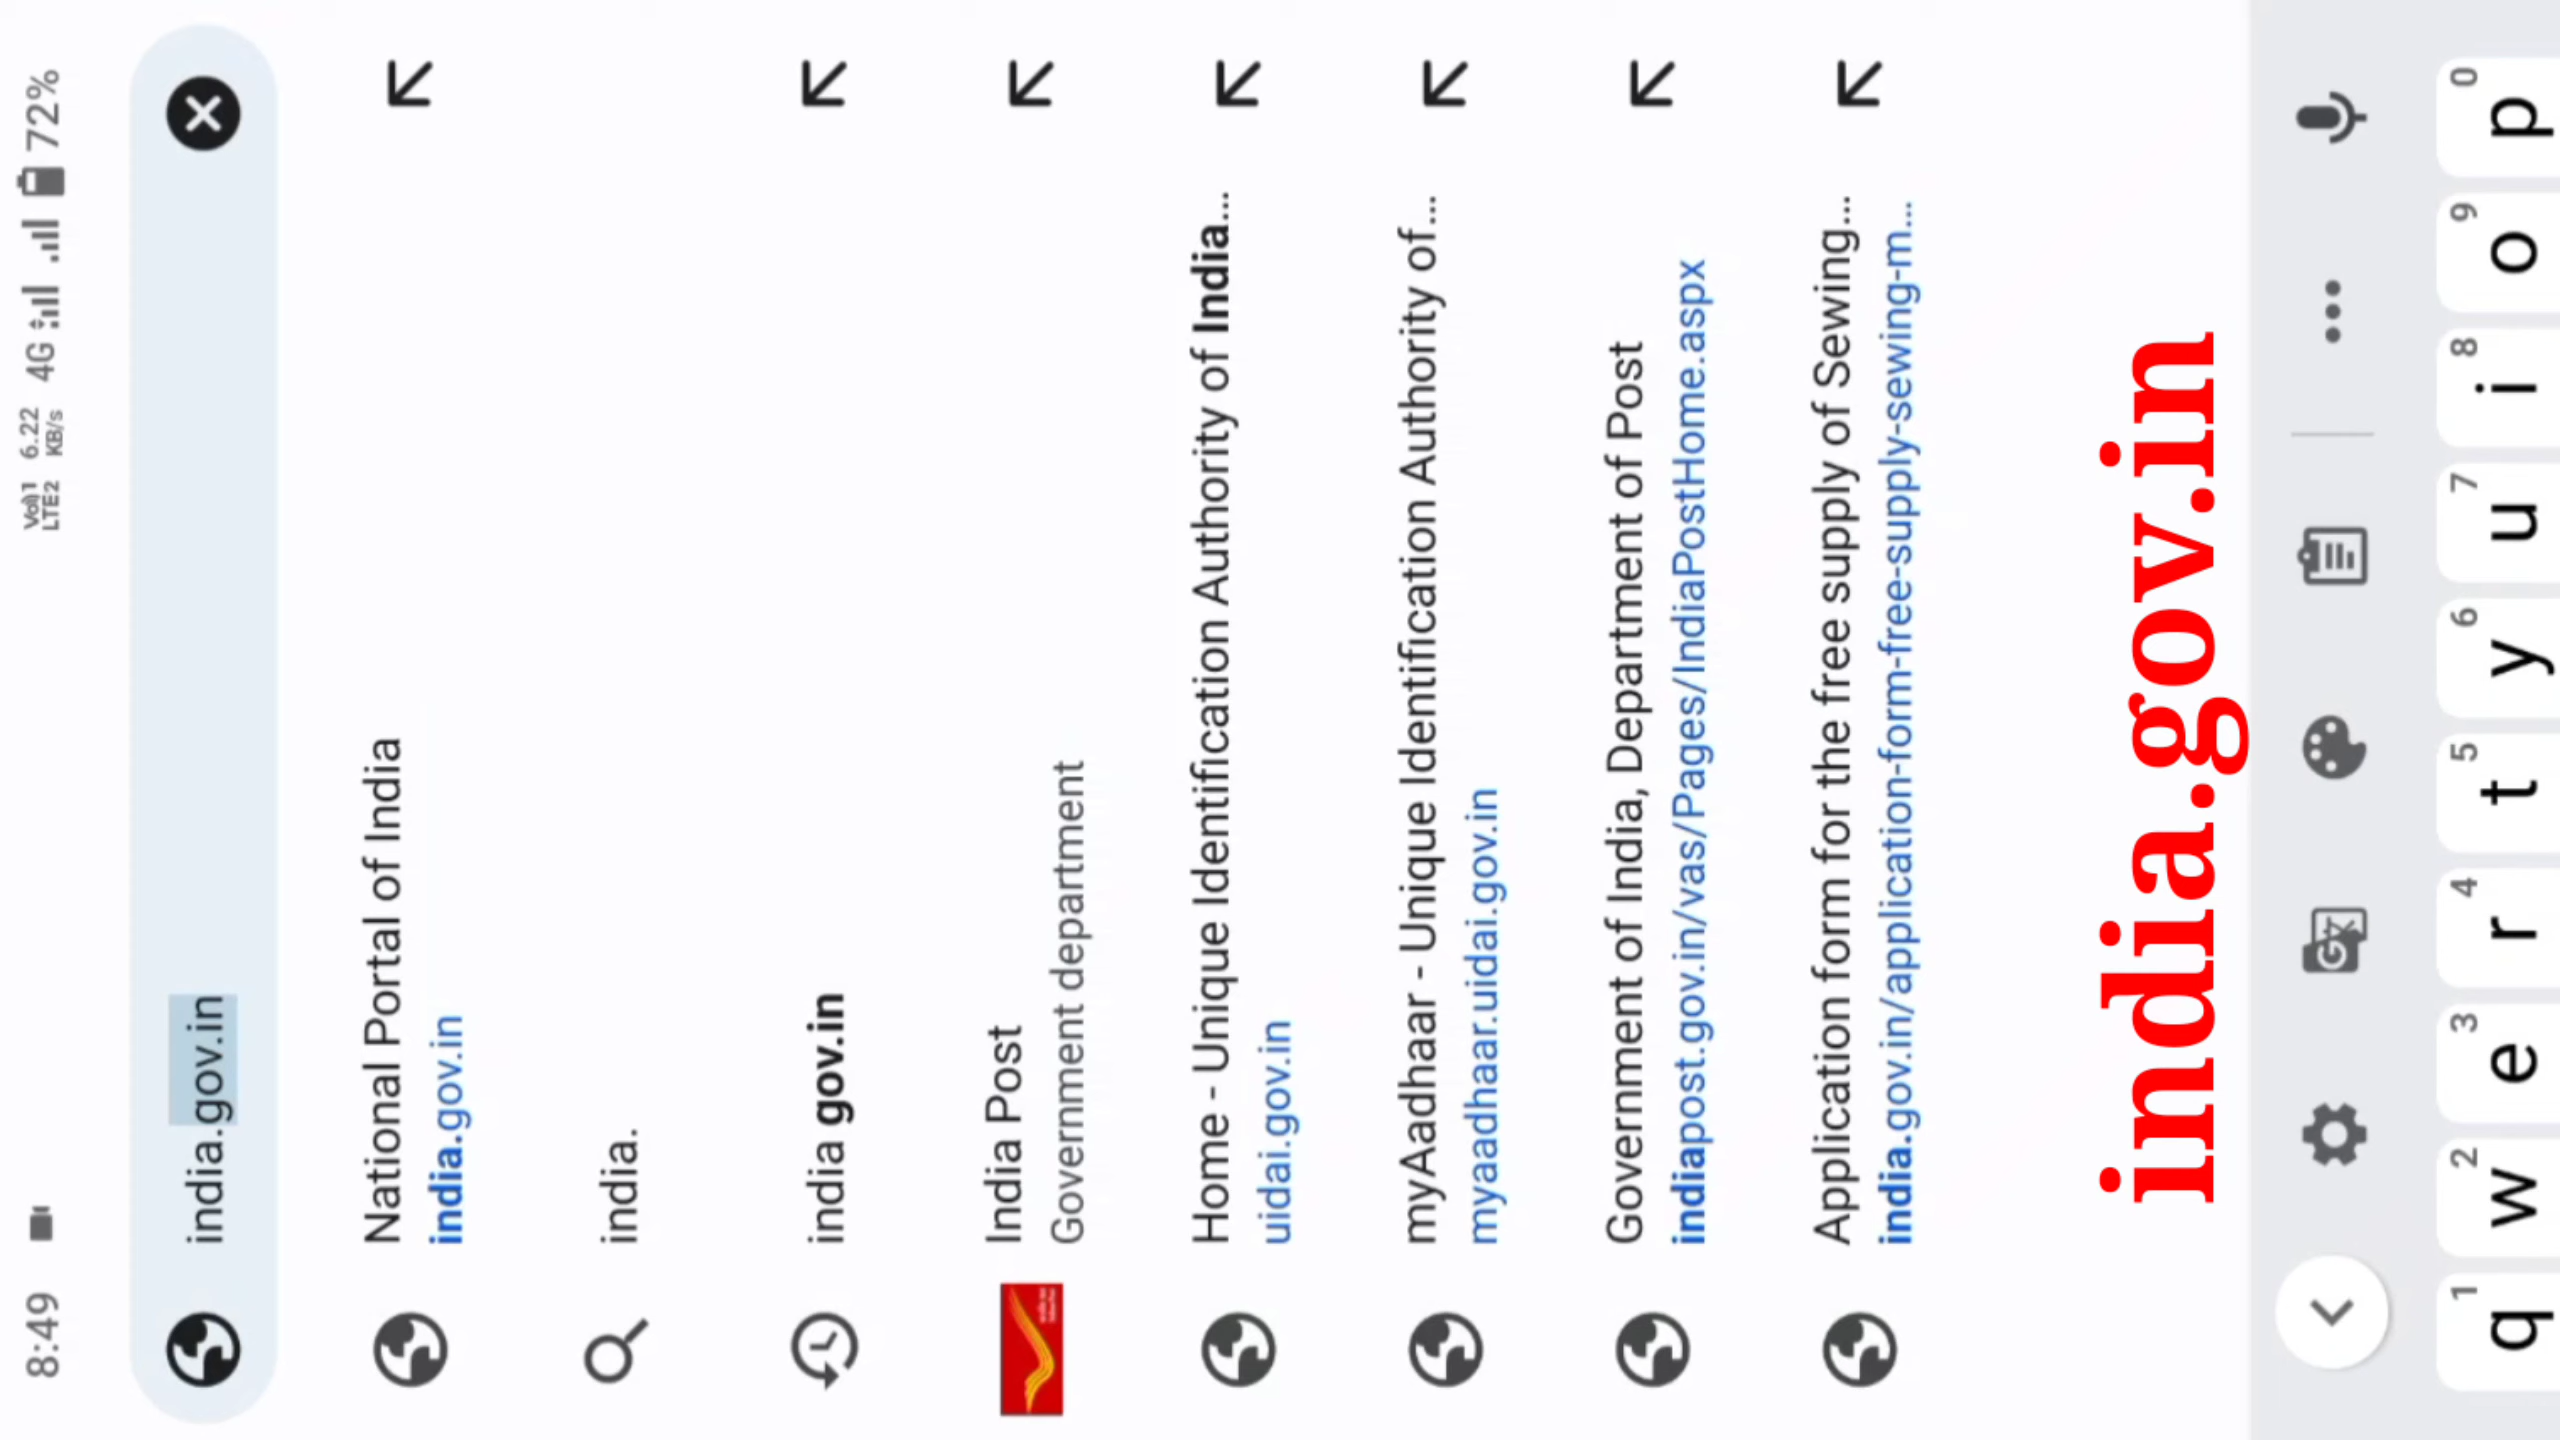 8:49
Vo)) 1
LTE2
6.22
KB/s
4G
72%
india.gov.in
National Portal of India
india.gov.in
india.
india gov.in
India Post
Government department
Home - Unique Identification Authority of India...
uidai.gov.in
myAadhaar - Unique Identification Authority of...
myaadhaar.uidai.gov.in
Government of India, Department of Post
indiapost.gov.in/vas/Pages/IndiaPostHome.aspx
Application form for the free supply of Sewing...
india.gov.in/application-form-free-supply-sewing-m...
india.gov.in
G
1 2 3 4 5 6 7 8 9 0
q w e r t y u i o p